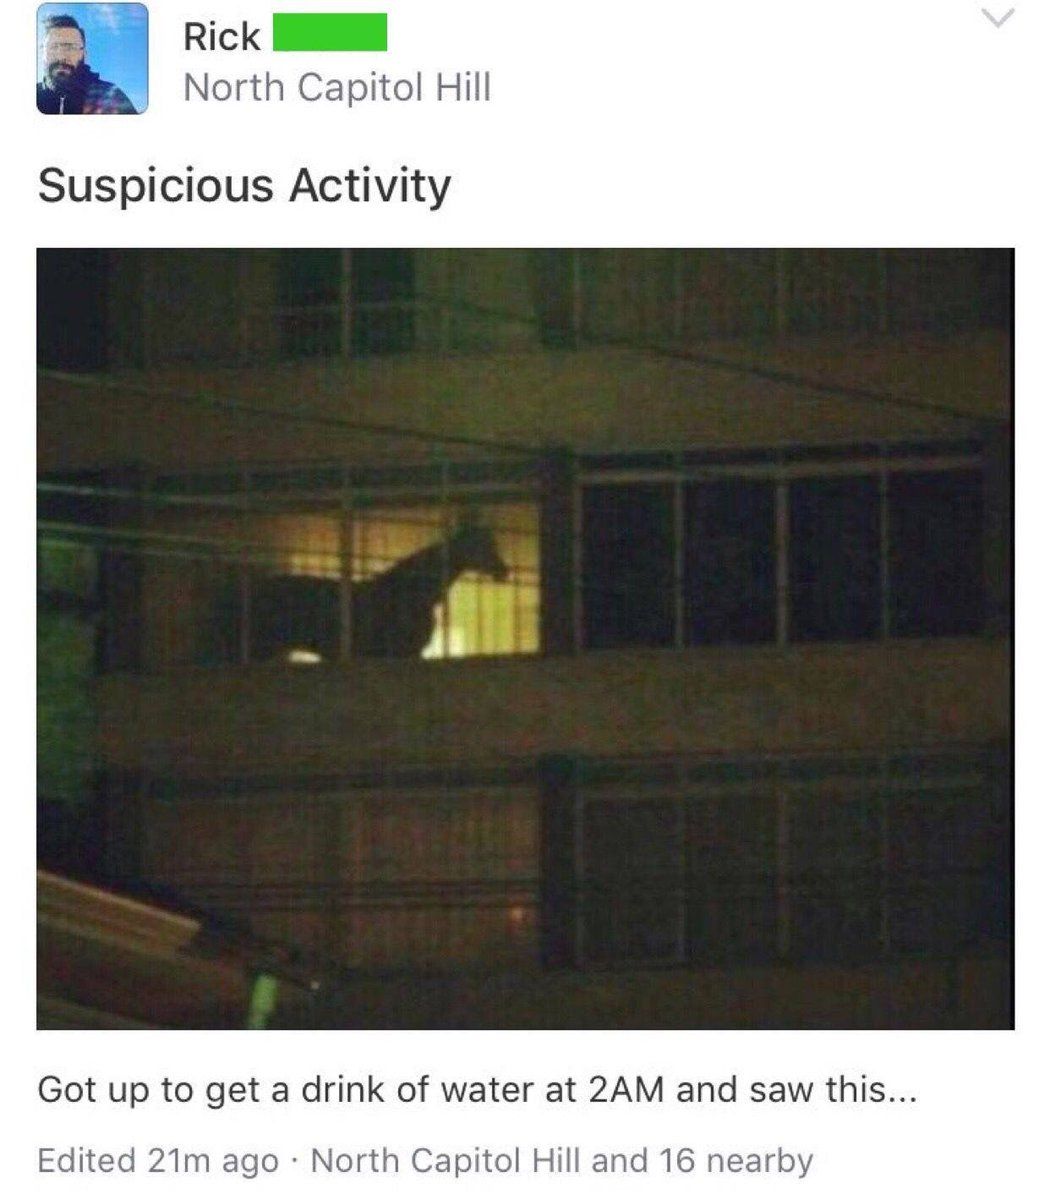 Rick
North Capitol Hill
Suspicious Activity
Got up to get a drink of water at 2AM and saw this...
Edited 21m ago · North Capitol Hill and 16 nearby